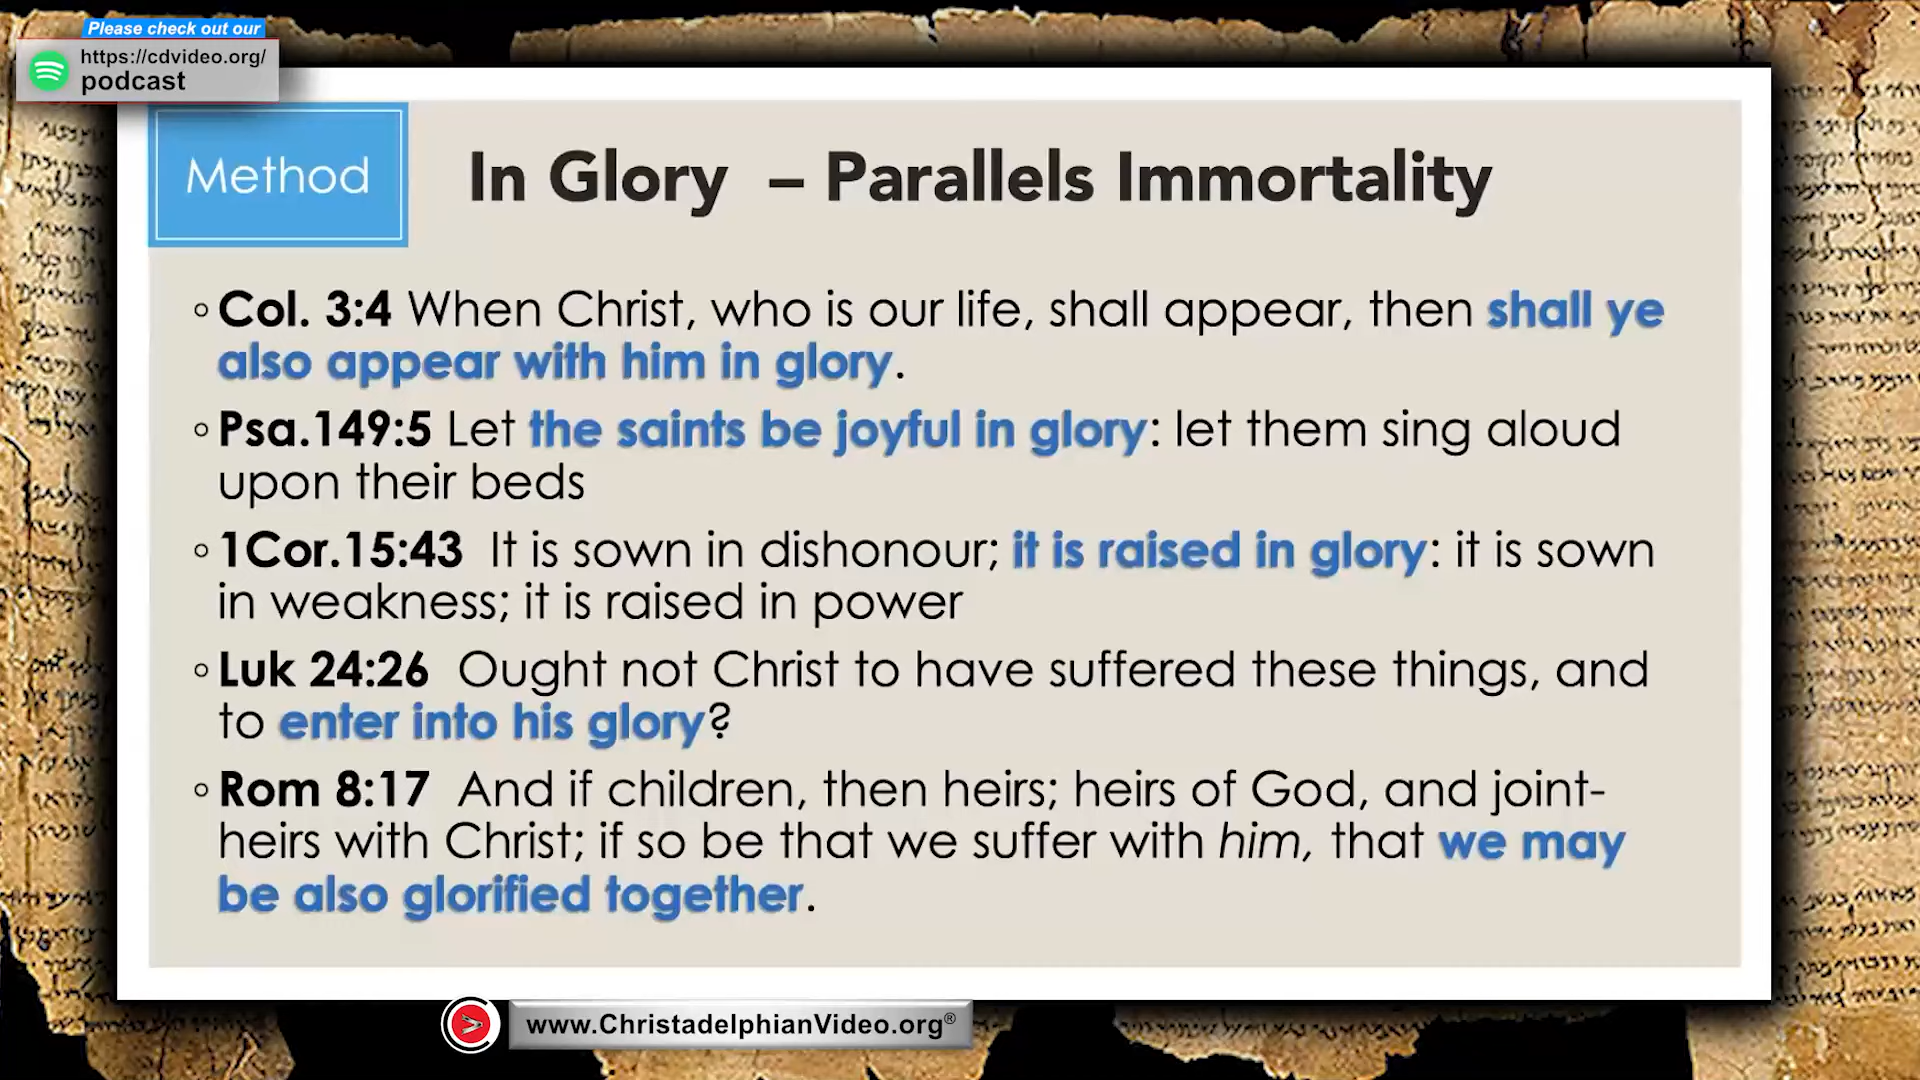 Please check out our
https://cdvideo.org/
podcast
Method
In Glory – Parallels Immortality
◦ Col. 3:4 When Christ, who is our life, shall appear, then shall ye
also appear with him in glory.
◦ Psa.149:5 Let the saints be joyful in glory: let them sing aloud
upon their beds
◦ 1Cor.15:43 It is sown in dishonour; it is raised in glory: it is sown
in weakness; it is raised in power
◦ Luk 24:26 Ought not Christ to have suffered these things, and
to enter into his glory?
◦ Rom 8:17 And if children, then heirs; heirs of God, and joint-
heirs with Christ; if so be that we suffer with him, that we may
be also glorified together.
www.ChristadelphianVideo.org®